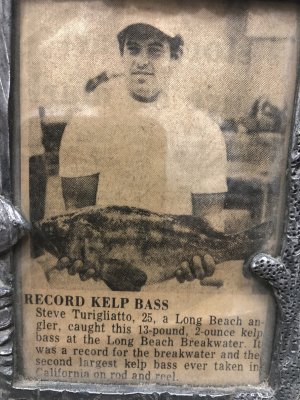 RECORD KELP BASS
Steve Turigliatto, 25, a Long Beach an-
gler, caught this 13-pound, 2-ounce kelp
bass at the Long Beach Breakwater. It
was a record for the breakwater and the
second largest kelp bass ever taken in
California on rod and reel.